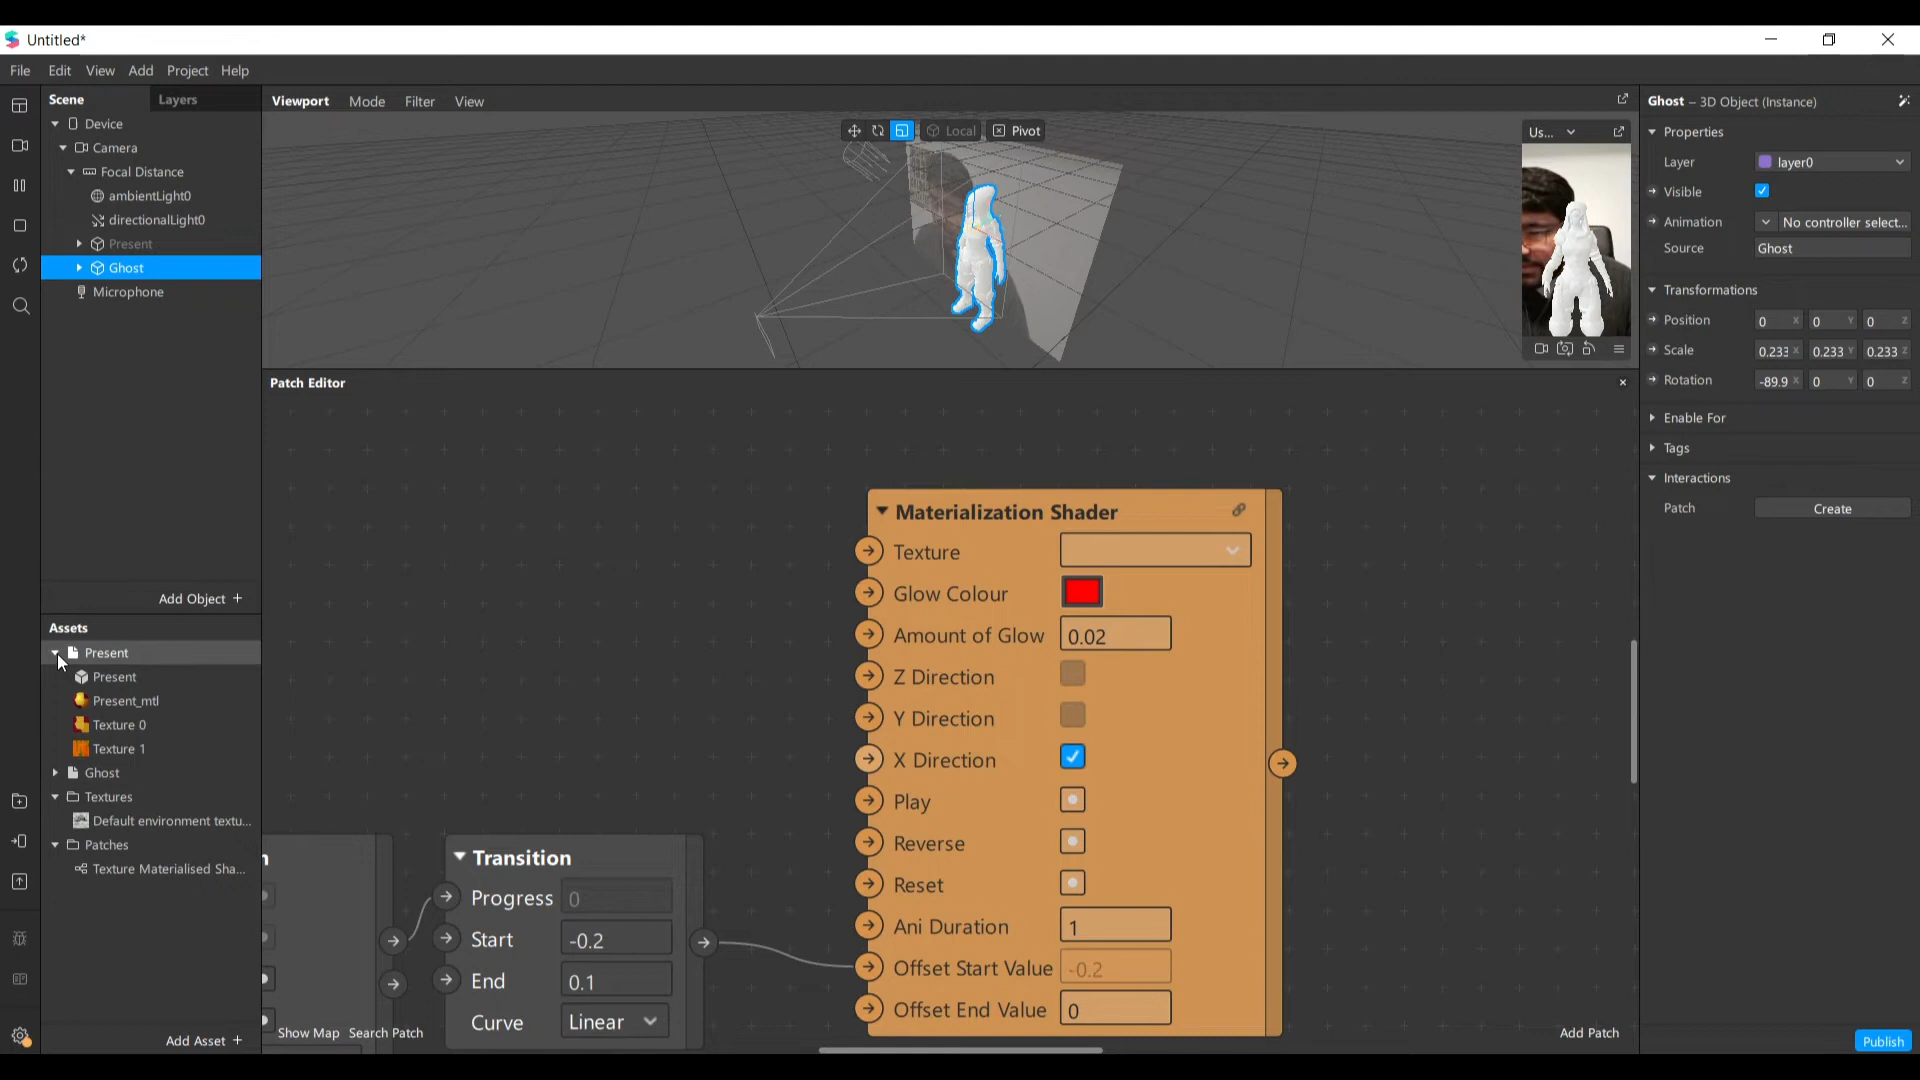 Untitled*
File Edit View Add Project Help
Scene Layers
Device
Camera
Focal Distance
ambientLight0
directionalLight0
Present
Ghost
Microphone
Add Object +
Assets
Present
Present
Present_mtl
Texture 0
Texture 1
Ghost
Textures
Default environment textu...
Patches
Texture Materialised Sha...
Add Asset +
Viewport Mode Filter View
Local Pivot
Us...
Patch Editor
Materialization Shader
Texture
Glow Colour
Amount of Glow 0.02
Z Direction
Y Direction
X Direction
Play
Reverse
Reset
Ani Duration 1
Offset Start Value -0.2
Offset End Value 0
Transition
Progress 0
Start -0.2
End 0.1
Curve Linear
Show Map Search Patch
Add Patch
Ghost – 3D Object (Instance)
Properties
Layer layer0
Visible
Animation No controller select...
Source Ghost
Transformations
Position 0 X 0 Y 0 Z
Scale 0.233 X 0.233 Y 0.233 Z
Rotation -89.9 X 0 Y 0 Z
Enable For
Tags
Interactions
Patch Create
Publish